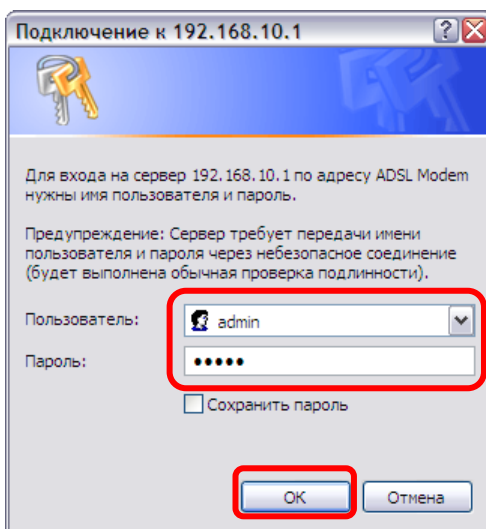 Подключение к 192.168.10.1
Для входа на сервер 192.168.10.1 по адресу ADSL Modem
нужны имя пользователя и пароль.
Предупреждение: Сервер требует передачи имени
пользователя и пароля через небезопасное соединение
(будет выполнена обычная проверка подлинности).
Пользователь: admin
Пароль: •••••
Сохранить пароль
ОК Отмена